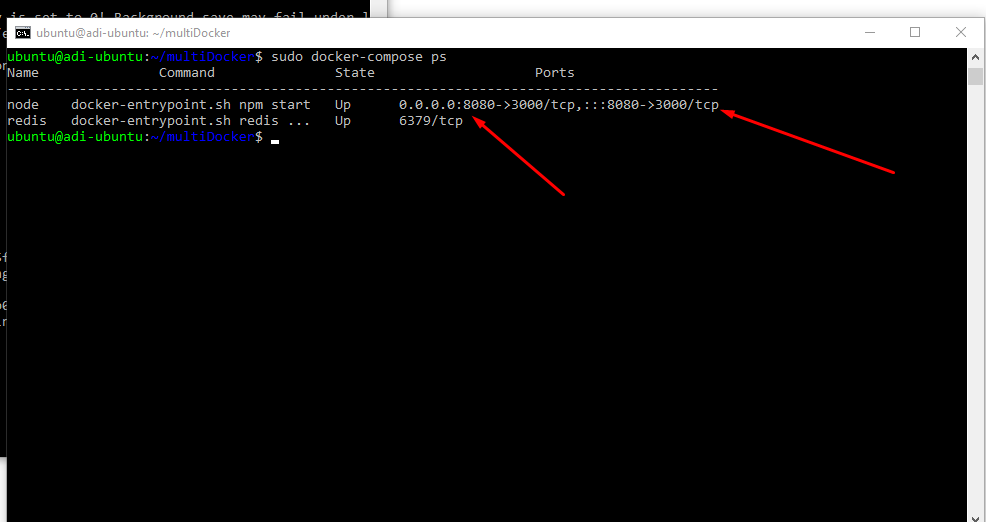 is set to 0! Background save may fail under l
ubuntu@adi-ubuntu: ~/multiDocker
ubuntu@adi-ubuntu:~/multiDocker$ sudo docker-compose ps
Name Command State Ports
-----------------------------------------------------------------------------------------
node docker-entrypoint.sh npm start Up 0.0.0.0:8080->3000/tcp,:::8080->3000/tcp
redis docker-entrypoint.sh redis ... Up 6379/tcp
ubuntu@adi-ubuntu:~/multiDocker$